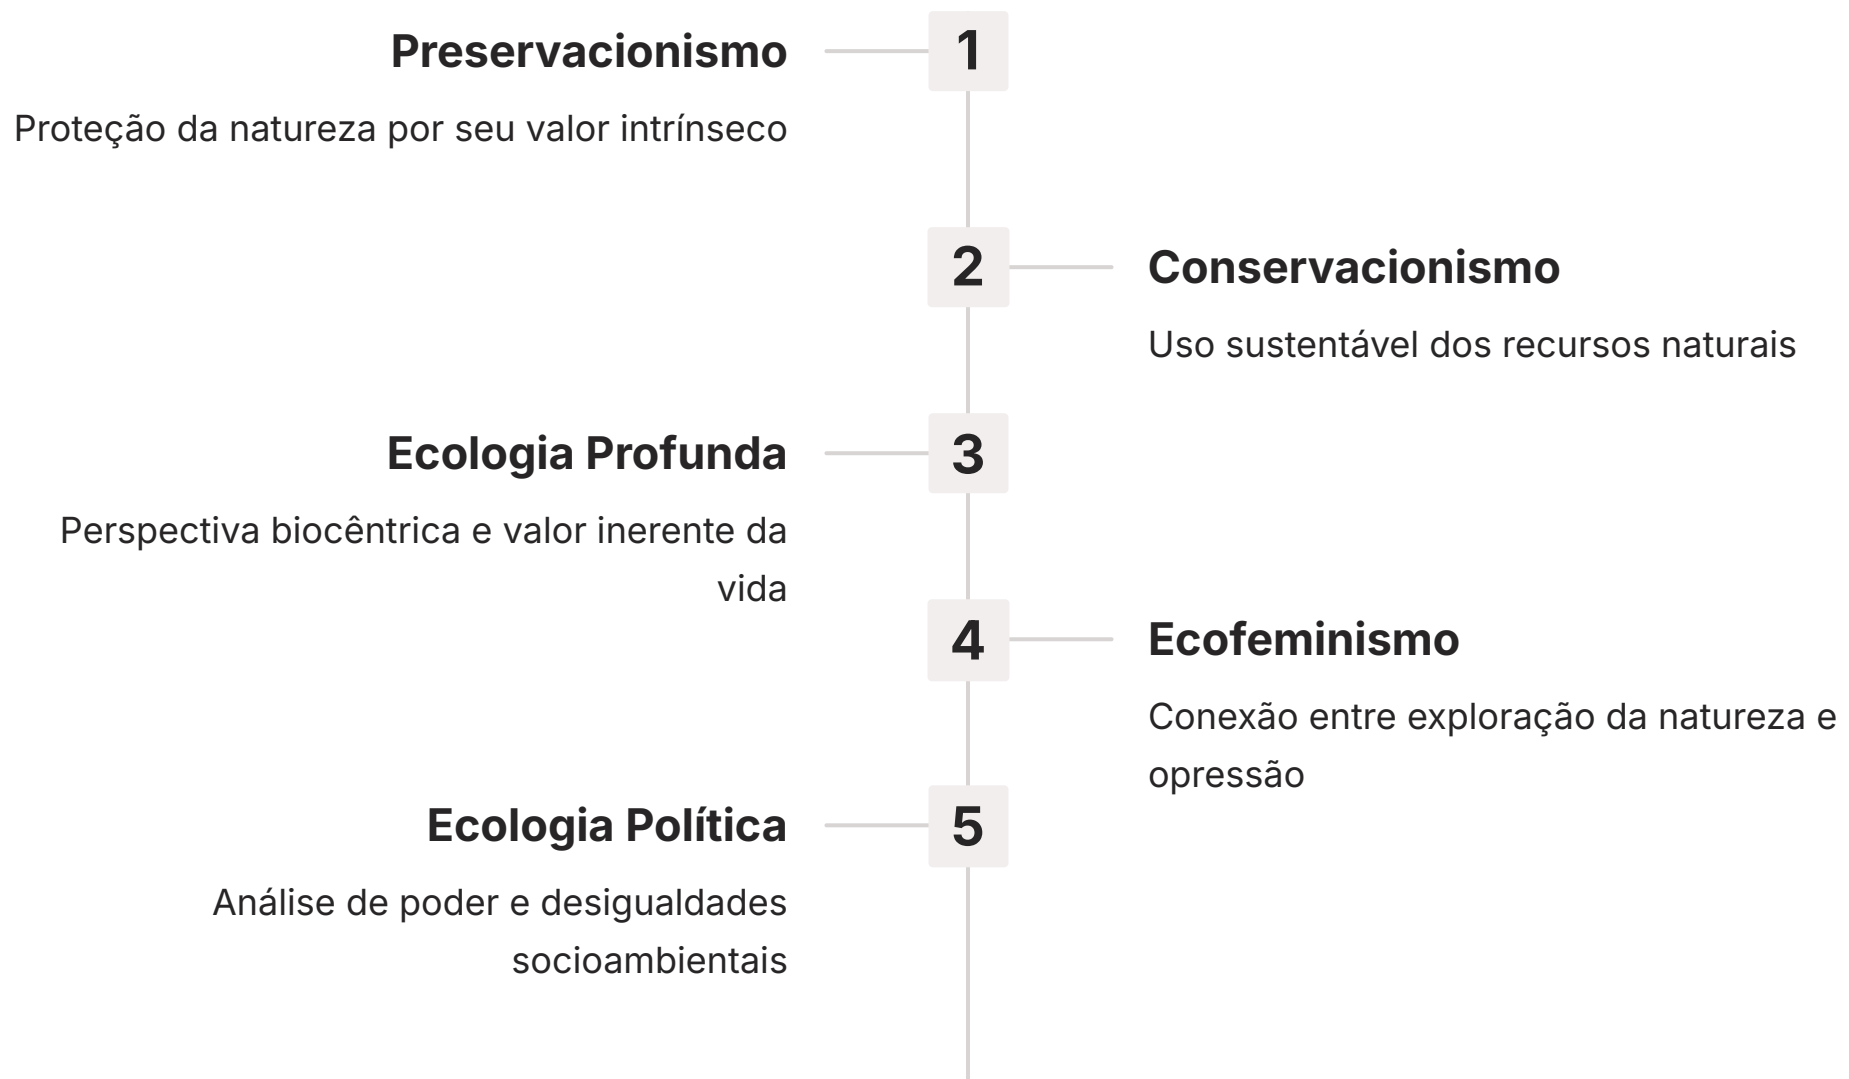 Preservacionismo
1
Proteção da natureza por seu valor intrínseco
2
Conservacionismo
Uso sustentável dos recursos naturais
Ecologia Profunda
3
Perspectiva biocêntrica e valor inerente da
vida
4
Ecofeminismo
Conexão entre exploração da natureza e
opressão
Ecologia Política
5
Análise de poder e desigualdades
socioambientais